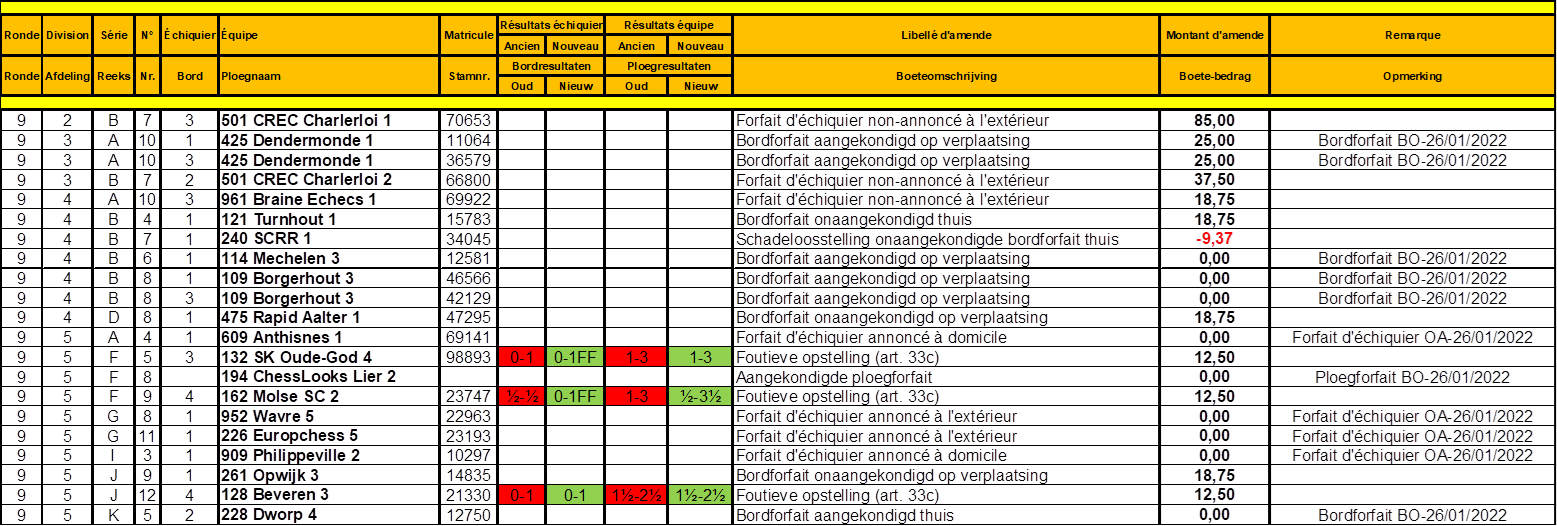 Ronde Division Série N° Échiquier Équipe Matricule Résultats échiquier Résultats équipe Libellé d'amende Montant d'amende Remarque
Ancien Nouveau Ancien Nouveau
Ronde Afdeling Reeks Nr. Bord Ploegnaam Stamnr. Bordresultaten Ploegresultaten Boeteomschrijving Boete-bedrag Opmerking
Oud Nieuw Oud Nieuw
9 2 B 7 3 501 CREC Charlerloi 1 70653 Forfait d'échiquier non-annoncé à l'extérieur 85,00
9 3 A 10 1 425 Dendermonde 1 11064 Bordforfait aangekondigd op verplaatsing 25,00 Bordforfait BO-26/01/2022
9 3 A 10 3 425 Dendermonde 1 36579 Bordforfait aangekondigd op verplaatsing 25,00 Bordforfait BO-26/01/2022
9 3 B 7 2 501 CREC Charlerloi 2 66800 Forfait d'échiquier non-annoncé à l'extérieur 37,50
9 4 A 10 3 961 Braine Echecs 1 69922 Forfait d'échiquier non-annoncé à l'extérieur 18,75
9 4 B 4 1 121 Turnhout 1 15783 Bordforfait onaangekondigd thuis 18,75
9 4 B 7 1 240 SCRR 1 34045 Schadeloosstelling onaangekondigde bordforfait thuis -9,37
9 4 B 6 1 114 Mechelen 3 12581 Bordforfait aangekondigd op verplaatsing 0,00 Bordforfait BO-26/01/2022
9 4 B 8 1 109 Borgerhout 3 46566 Bordforfait aangekondigd op verplaatsing 0,00 Bordforfait BO-26/01/2022
9 4 B 8 3 109 Borgerhout 3 42129 Bordforfait aangekondigd op verplaatsing 0,00 Bordforfait BO-26/01/2022
9 4 D 8 1 475 Rapid Aalter 1 47295 Bordforfait onaangekondigd op verplaatsing 18,75
9 5 A 4 1 609 Anthisnes 1 69141 Forfait d'échiquier annoncé à domicile 0,00 Forfait d'échiquier OA-26/01/2022
9 5 F 5 3 132 SK Oude-God 4 98893 0-1 0-1FF 1-3 1-3 Foutieve opstelling (art. 33c) 12,50
9 5 F 8 194 ChessLooks Lier 2 Aangekondigde ploegforfait 0,00 Ploegforfait BO-26/01/2022
9 5 F 9 4 162 Molse SC 2 23747 ½-½ 0-1FF 1-3 ½-3½ Foutieve opstelling (art. 33c) 12,50
9 5 G 8 1 952 Wavre 5 22963 Forfait d'échiquier annoncé à l'extérieur 0,00 Forfait d'échiquier OA-26/01/2022
9 5 G 11 1 226 Europchess 5 23193 Forfait d'échiquier annoncé à l'extérieur 0,00 Forfait d'échiquier OA-26/01/2022
9 5 I 3 1 909 Philippeville 2 10297 Forfait d'échiquier annoncé à domicile 0,00 Forfait d'échiquier OA-26/01/2022
9 5 J 9 1 261 Opwijk 3 14835 Bordforfait onaangekondigd op verplaatsing 18,75
9 5 J 12 4 128 Beveren 3 21330 0-1 0-1 1½-2½ 1½-2½ Foutieve opstelling (art. 33c) 12,50
9 5 K 5 2 228 Dworp 4 12750 Bordforfait aangekondigd thuis 0,00 Bordforfait BO-26/01/2022